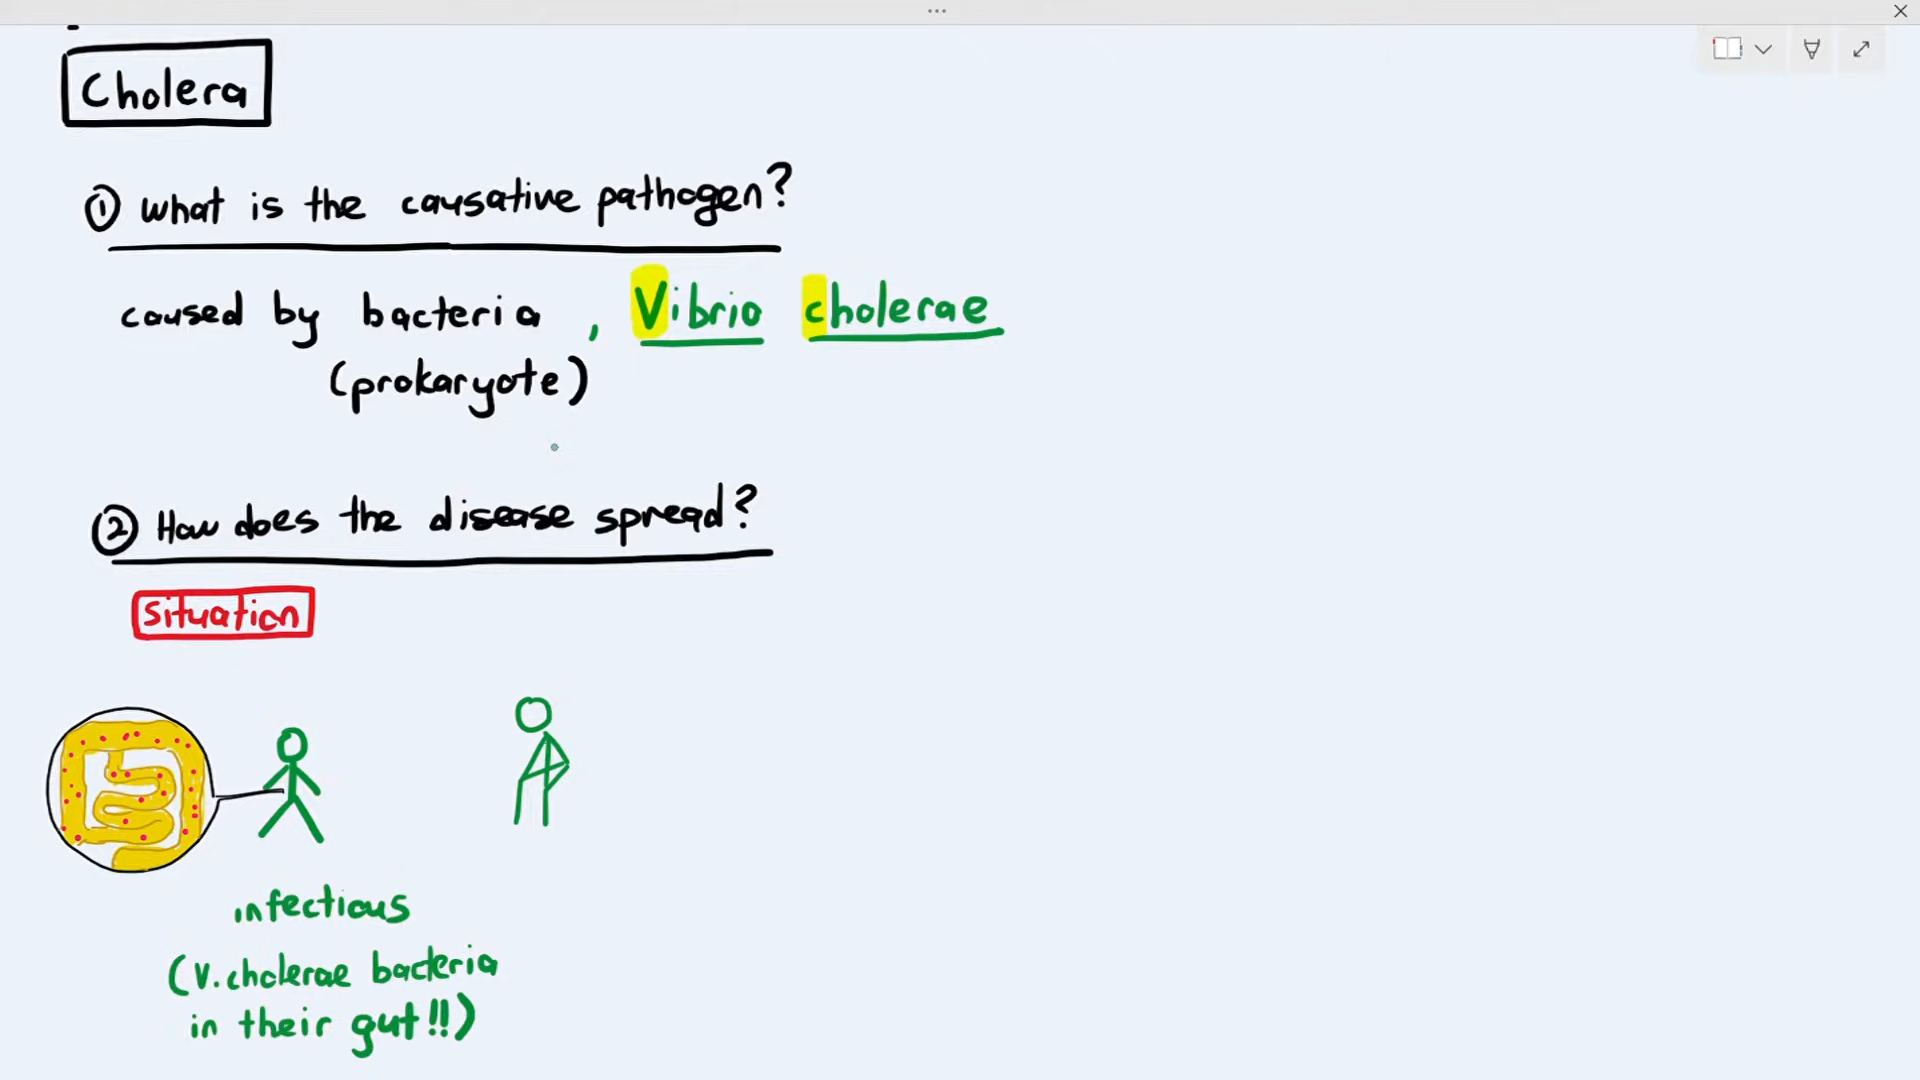 Cholera
① What is the causative pathogen?
caused by bacteria, Vibrio cholerae
(prokaryote)
② How does the disease spread?
Situation
infectious
(V. cholerae bacteria
in their gut!!)